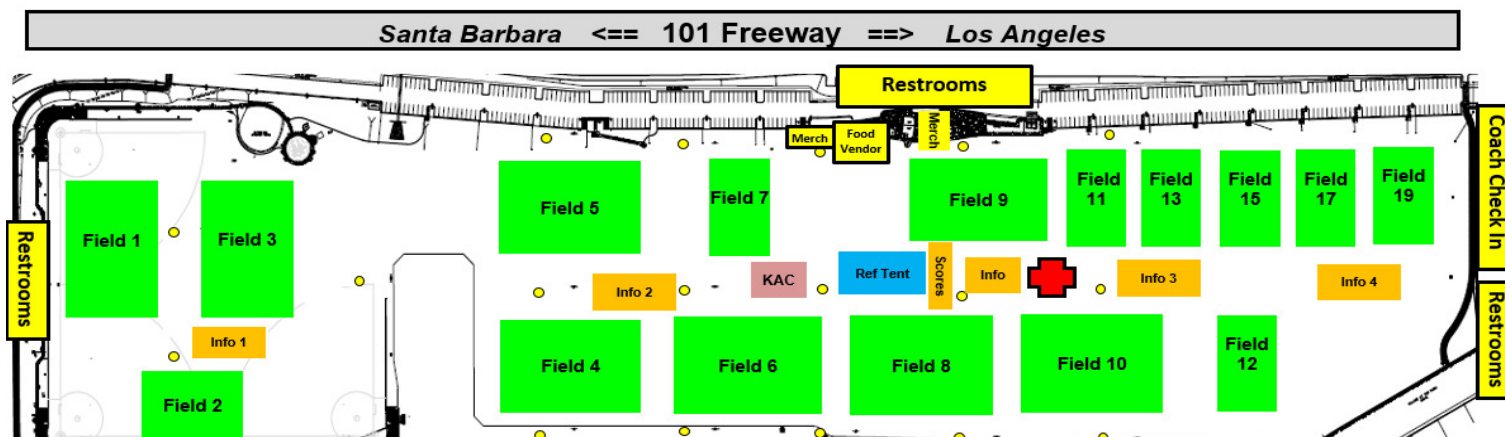 Santa Barbara <== 101 Freeway ==> Los Angeles
Restrooms
Merch
Food
Vendor
Merch
Coach Check In
Field 1
Field 3
Field 5
Field 7
Field 9
Field
11
Field
13
Field
15
Field
17
Field
19
Restrooms
Info 2
KAC
Ref Tent
Scores
Info
Info 3
Info 4
Restrooms
Info 1
Field 2
Field 4
Field 6
Field 8
Field 10
Field
12